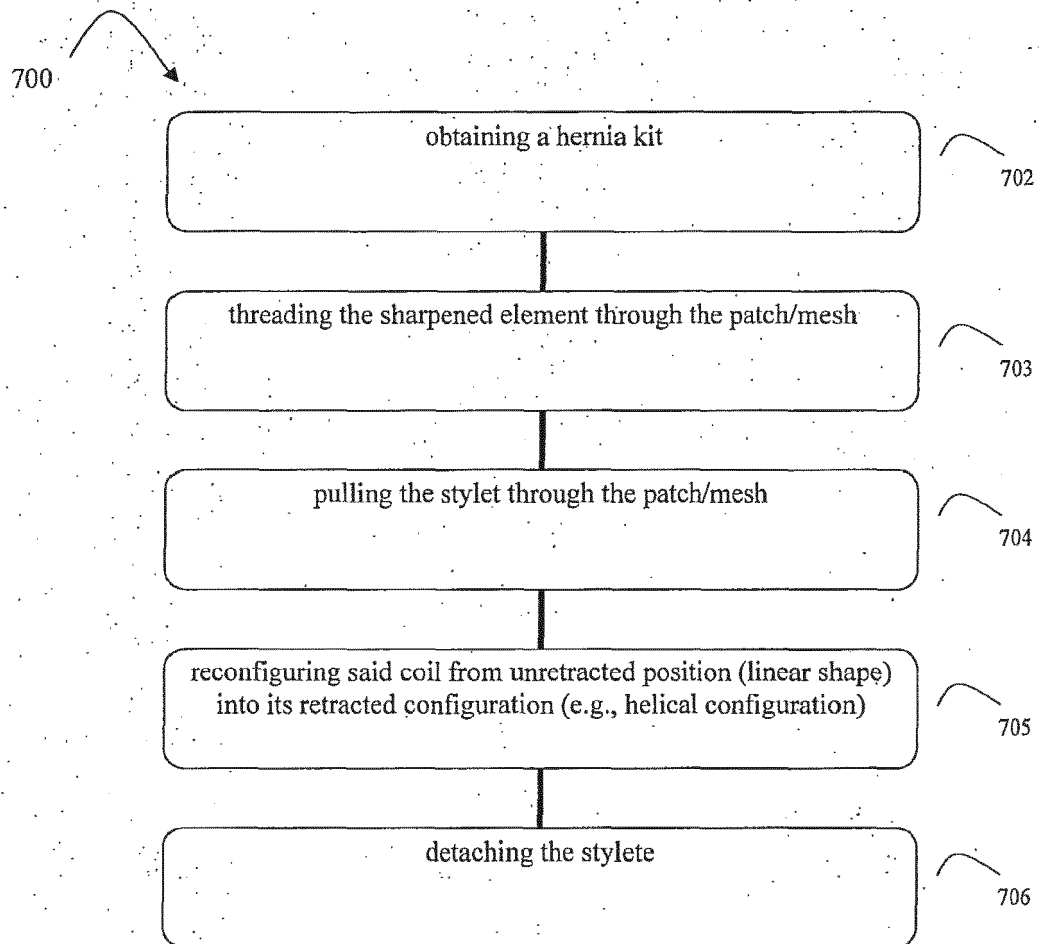 700
obtaining a hernia kit
702
threading the sharpened element through the patch/mesh
703
pulling the stylet through the patch/mesh
704
reconfiguring said coil from unretracted position (linear shape)
into its retracted configuration (e.g., helical configuration)
705
detaching the stylete
706